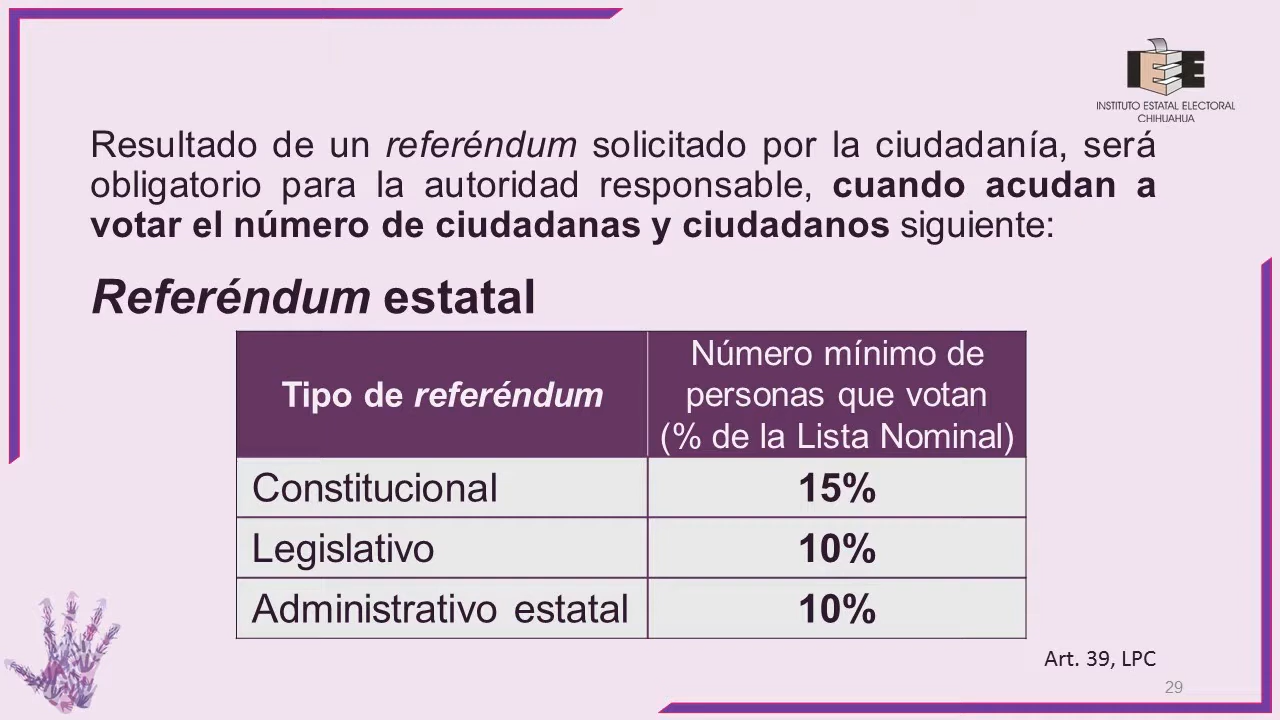 IEE
INSTITUTO ESTATAL ELECTORAL
CHIHUAHUA
Resultado de un referéndum solicitado por la ciudadanía, será
obligatorio para la autoridad responsable, cuando acudan a
votar el número de ciudadanas y ciudadanos siguiente:
Referéndum estatal
Tipo de referéndum
Número mínimo de
personas que votan
(% de la Lista Nominal)
Constitucional 15%
Legislativo 10%
Administrativo estatal 10%
Art. 39, LPC
29